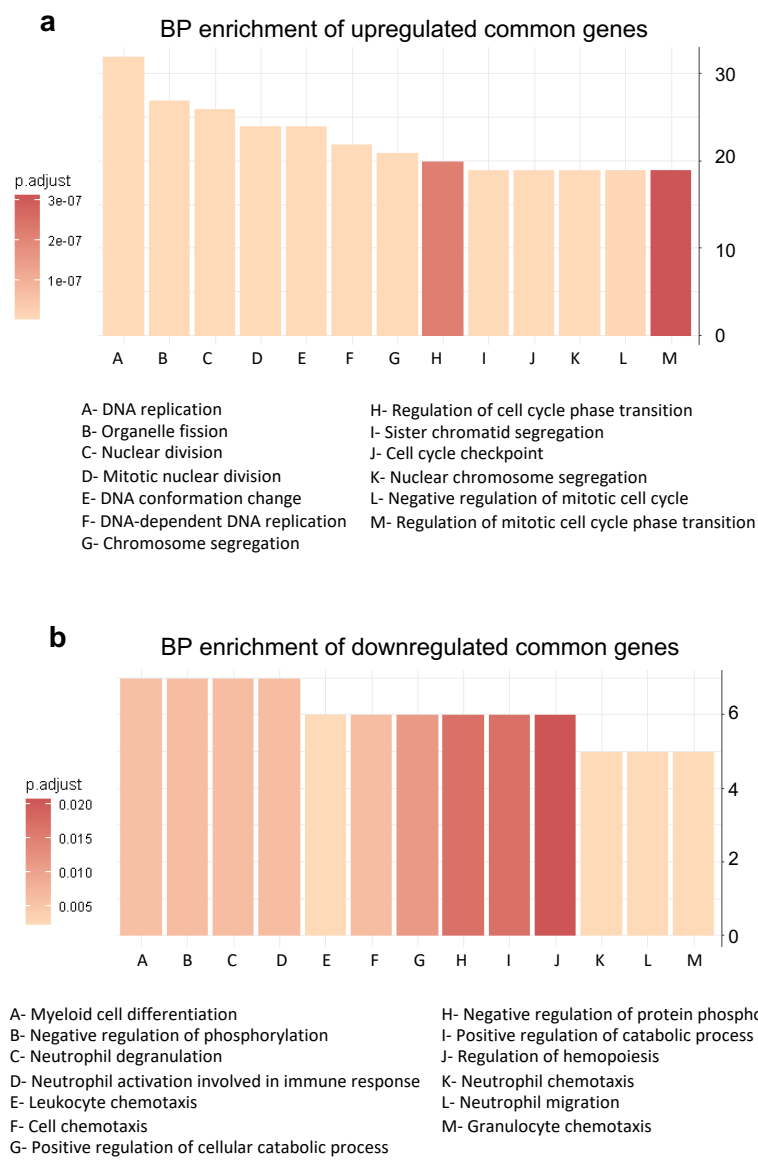 a
BP enrichment of upregulated common genes
p.adjust
3e-07
2e-07
1e-07
30
20
10
0
A B C D E F G H I J K L M
A- DNA replication
B- Organelle fission
C- Nuclear division
D- Mitotic nuclear division
E- DNA conformation change
F- DNA-dependent DNA replication
G- Chromosome segregation
H- Regulation of cell cycle phase transition
I- Sister chromatid segregation
J- Cell cycle checkpoint
K- Nuclear chromosome segregation
L- Negative regulation of mitotic cell cycle
M- Regulation of mitotic cell cycle phase transition
b
BP enrichment of downregulated common genes
p.adjust
0.020
0.015
0.010
0.005
6
4
2
0
A B C D E F G H I J K L M
A- Myeloid cell differentiation
B- Negative regulation of phosphorylation
C- Neutrophil degranulation
D- Neutrophil activation involved in immune response
E- Leukocyte chemotaxis
F- Cell chemotaxis
G- Positive regulation of cellular catabolic process
H- Negative regulation of protein
I- Positive regulation of catabolic process
J- Regulation of hemopoiesis
K- Neutrophil chemotaxis
L- Neutrophil migration
M- Granulocyte chemotaxis